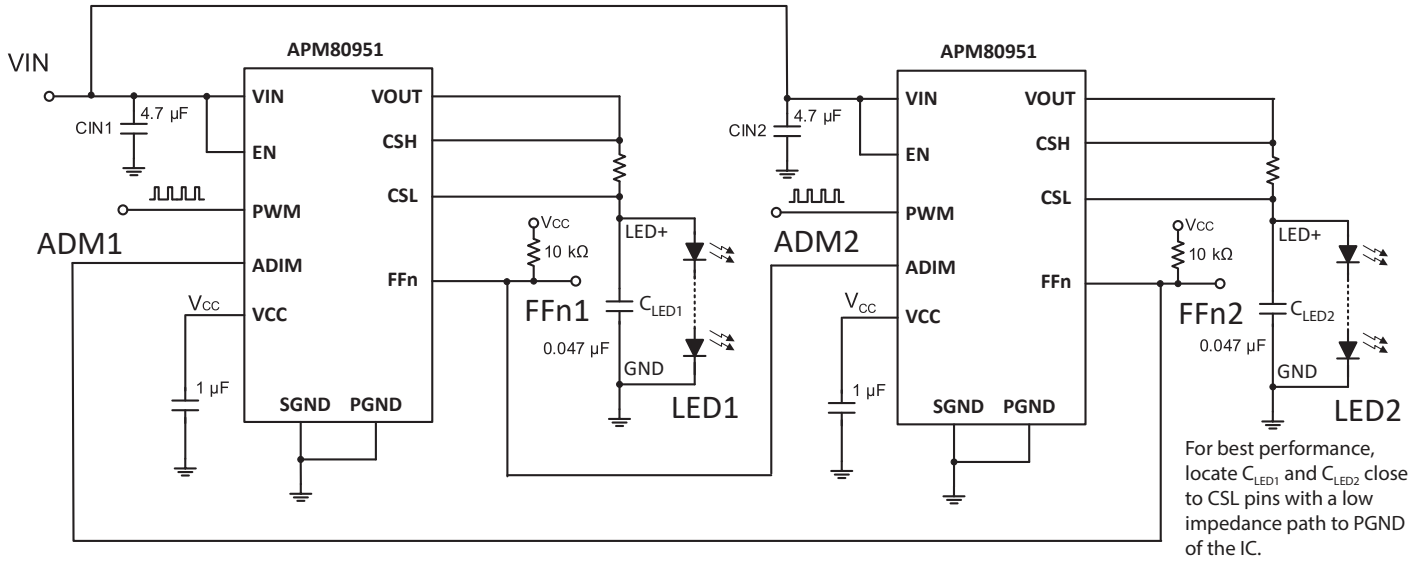 APM80951
VIN
VIN
VOUT
4.7 µF
CIN1
CSH
EN
CSL
PWM
ADM1
ADIM
VCC
10 kΩ
LED+
FFn
FFn1
VCC
VCC
CLED1
0.047 µF
GND
LED1
1 µF
SGND PGND
APM80951
VIN
VOUT
4.7 µF
CIN2
CSH
EN
CSL
PWM
ADM2
ADIM
VCC
10 kΩ
LED+
FFn
FFn2
VCC
VCC
CLED2
0.047 µF
GND
LED2
1 µF
SGND PGND
For best performance,
locate CLED1 and CLED2 close
to CSL pins with a low
impedance path to PGND
of the IC.